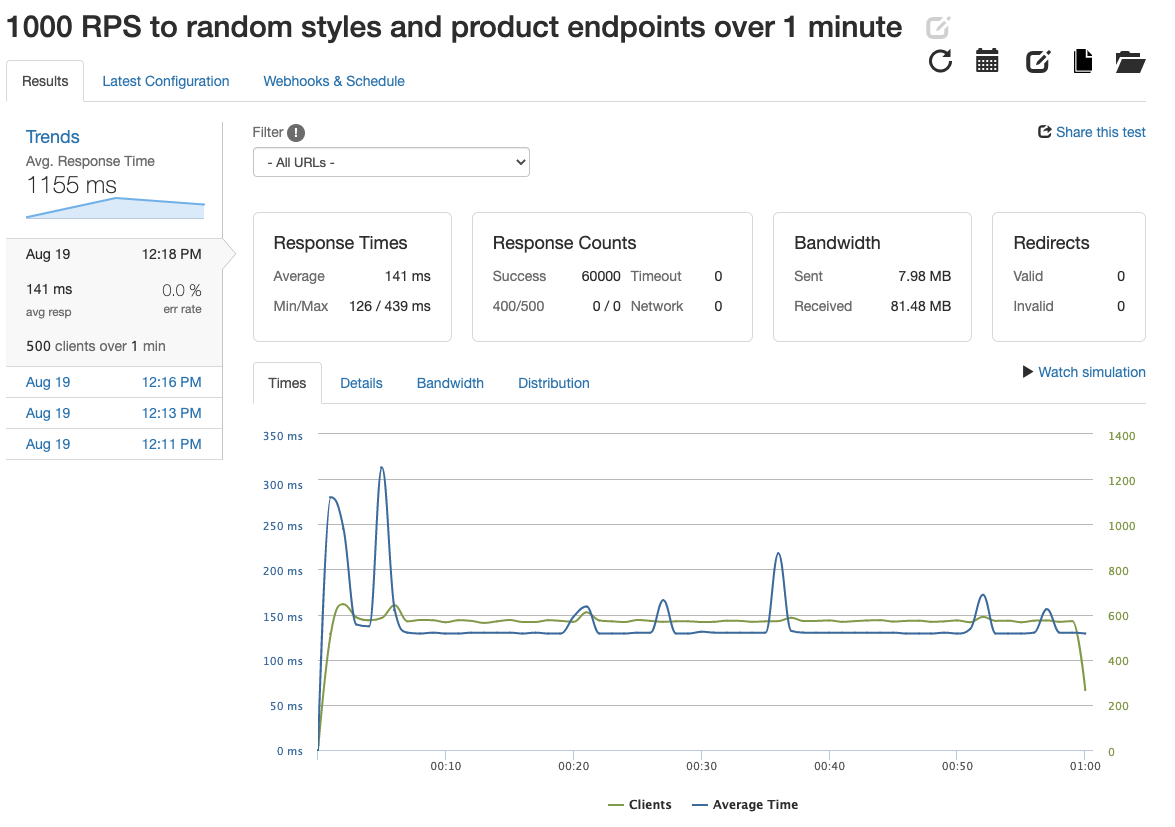 1000 RPS to random styles and product endpoints over 1 minute
Results Latest Configuration Webhooks & Schedule
Trends
Avg. Response Time
1155 ms
Aug 19 12:18 PM
141 ms 0.0 %
avg resp err rate
500 clients over 1 min
Aug 19 12:16 PM
Aug 19 12:13 PM
Aug 19 12:11 PM
Filter !
Share this test
- All URLs -
Response Times
Average 141 ms
Min/Max 126 / 439 ms
Response Counts
Success 60000 Timeout 0
400/500 0 / 0 Network 0
Bandwidth
Sent 7.98 MB
Received 81.48 MB
Redirects
Valid 0
Invalid 0
Watch simulation
Times Details Bandwidth Distribution
350 ms 1400
300 ms 1200
250 ms 1000
200 ms 800
150 ms 600
100 ms 400
50 ms 200
0 ms 0
00:10 00:20 00:30 00:40 00:50 01:00
Clients Average Time